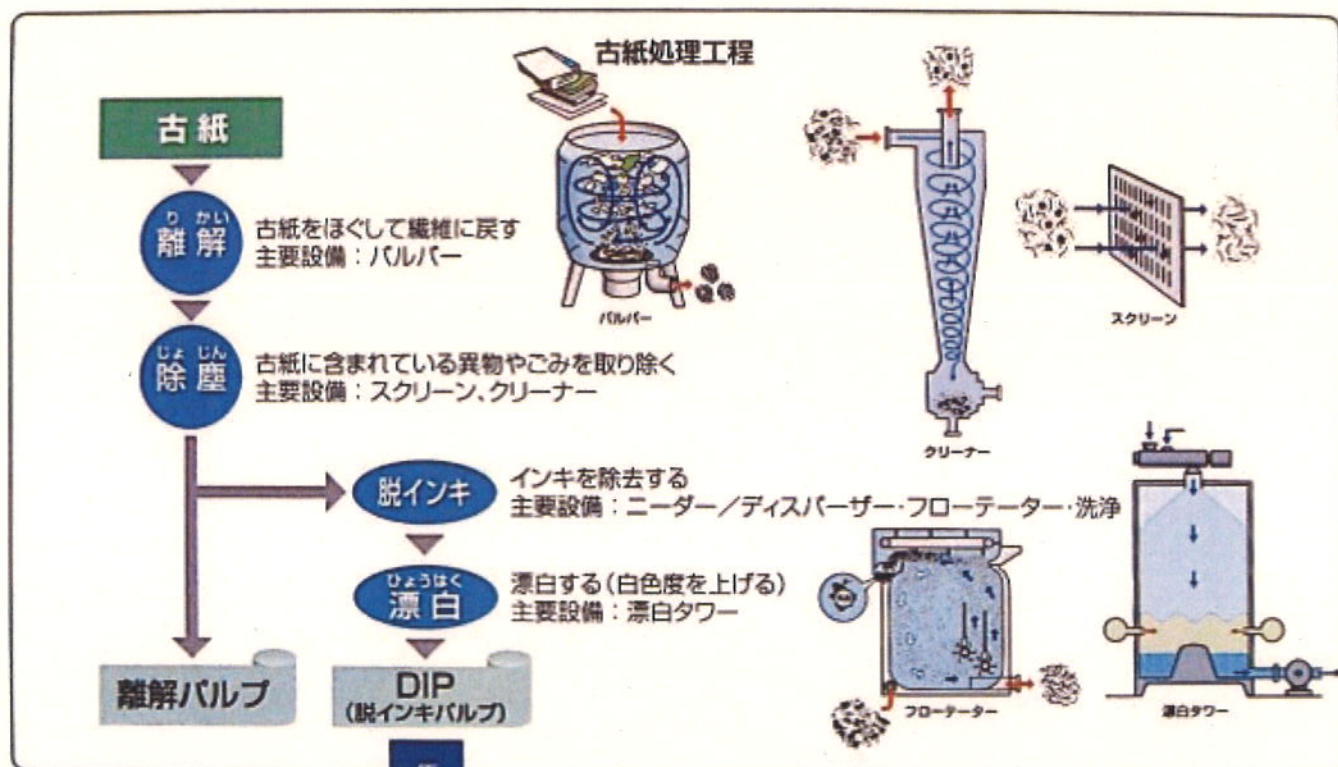 古紙処理工程
古紙
りかい
離解
古紙をほぐして繊維に戻す
主要設備：パルパー
パルパー
じょじん
除塵
古紙に含まれている異物やごみを取り除く
主要設備：スクリーン、クリーナー
クリーナー
スクリーン
脱インキ
インキを除去する
主要設備：ニーダー／ディスパーザー・フローテーター・洗浄
ひょうはく
漂白
漂白する（白色度を上げる）
主要設備：漂白タワー
離解パルプ
DIP
（脱インキパルプ）
フローテーター
漂白タワー